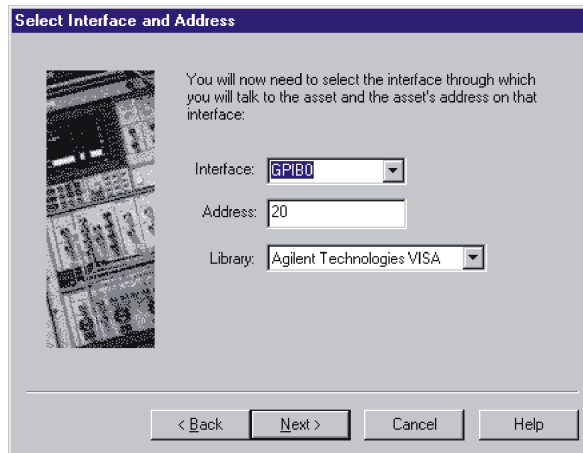 Select Interface and Address
You will now need to select the interface through which
you will talk to the asset and the asset's address on that
interface:
Interface: GPIB0
Address: 20
Library: Agilent Technologies VISA
< Back Next > Cancel Help